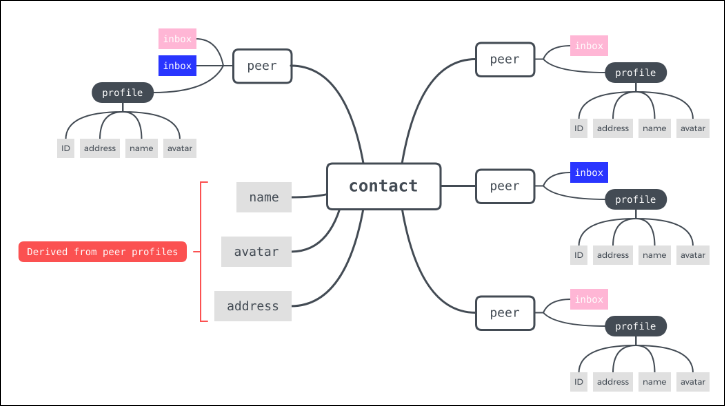 inbox
inbox
peer
profile
ID
address
name
avatar
name
avatar
address
Derived from peer profiles
contact
peer
inbox
profile
ID
address
name
avatar
peer
inbox
profile
ID
address
name
avatar
peer
inbox
profile
ID
address
name
avatar